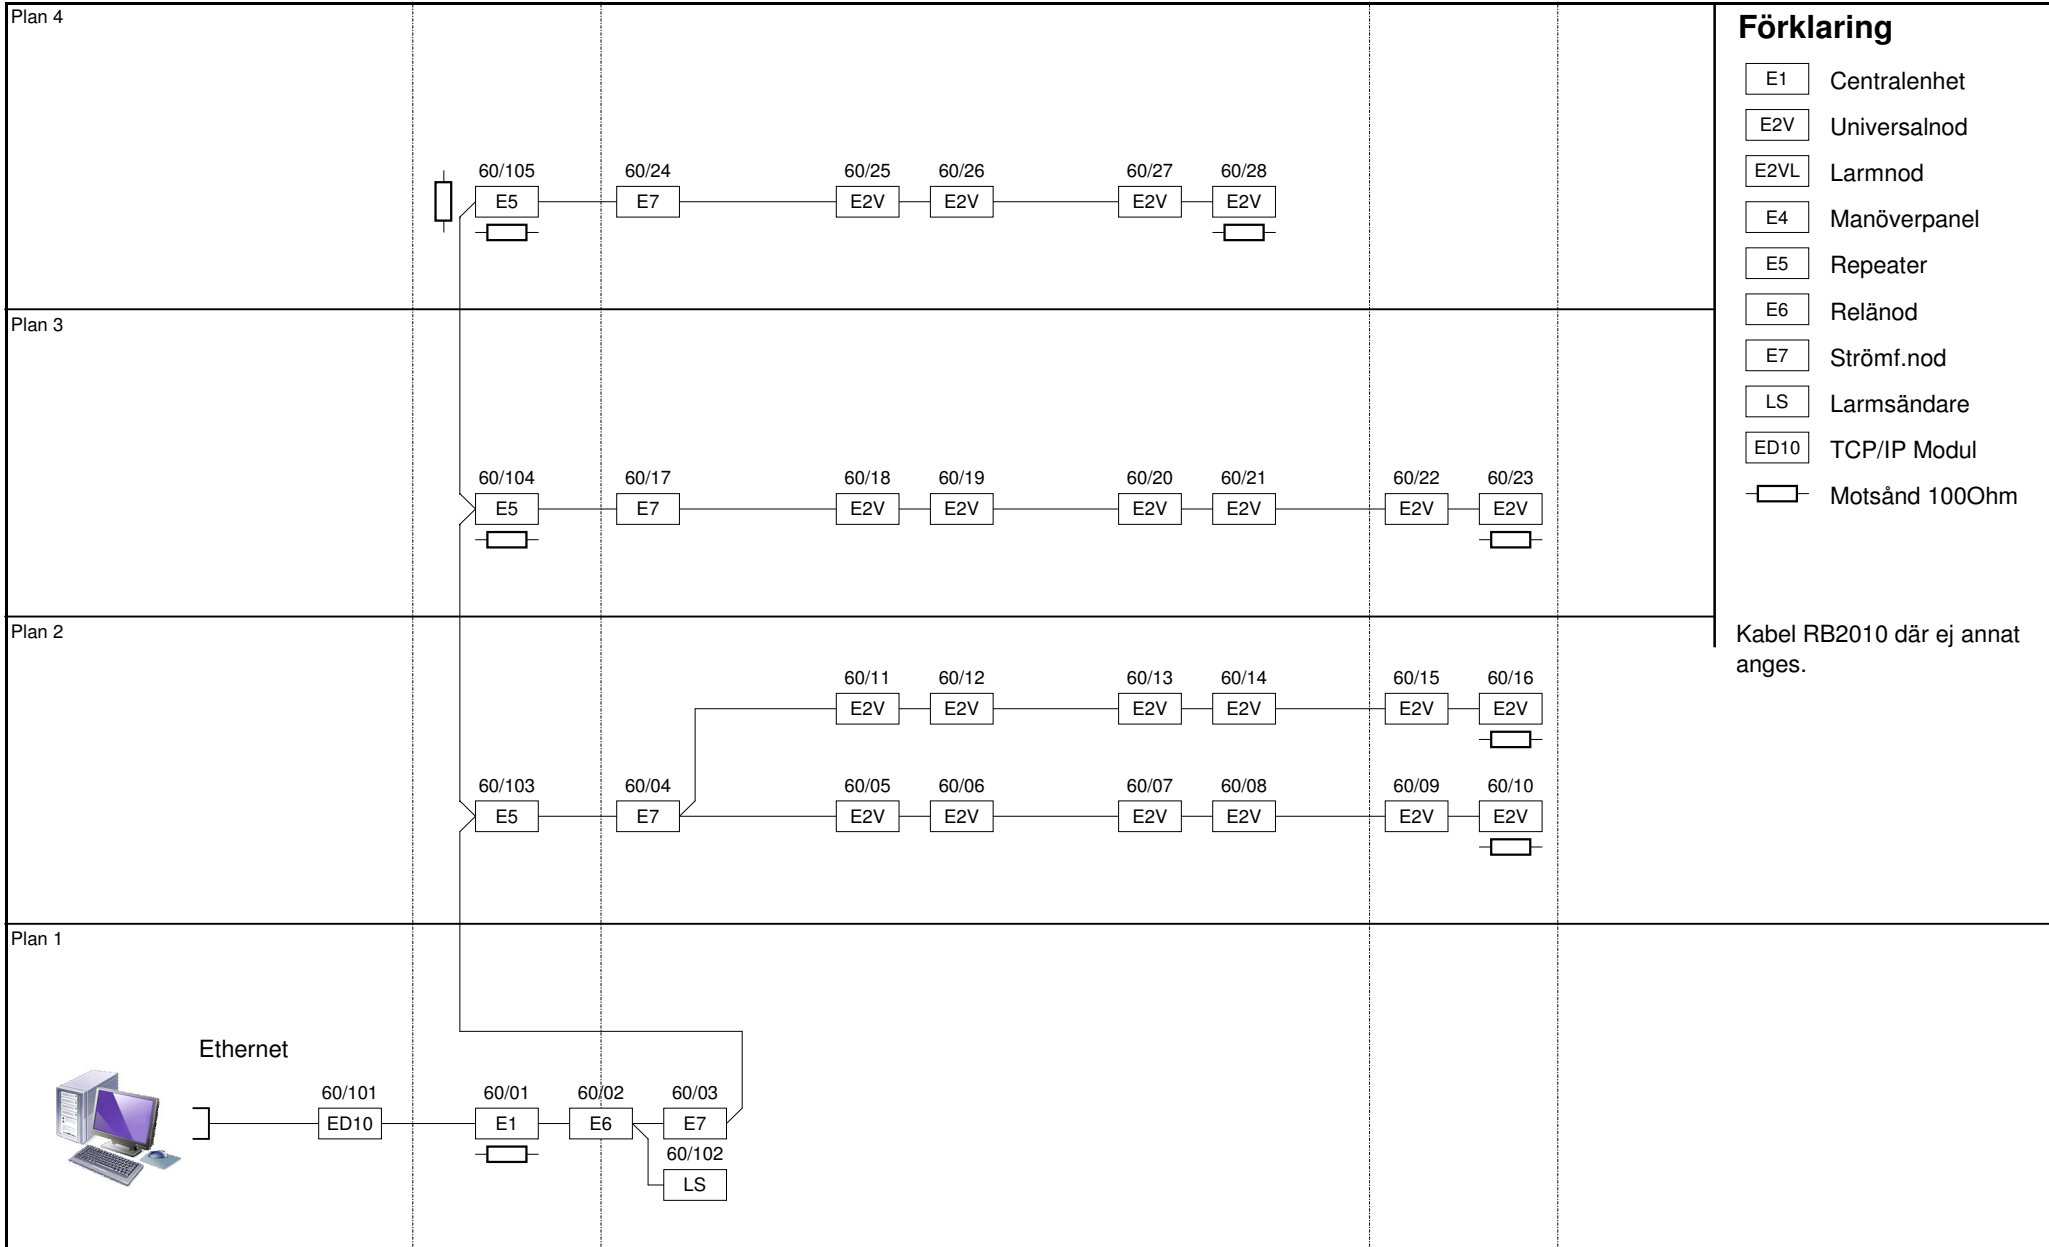 Plan 4
60/105
60/24
60/25
60/26
60/27
60/28
E5
E7
E2V
E2V
E2V
E2V
Plan 3
60/104
60/17
60/18
60/19
60/20
60/21
60/22
60/23
E5
E7
E2V
E2V
E2V
E2V
E2V
E2V
Plan 2
60/11
60/12
60/13
60/14
60/15
60/16
E2V
E2V
E2V
E2V
E2V
E2V
60/103
60/04
60/05
60/06
60/07
60/08
60/09
60/10
E5
E7
E2V
E2V
E2V
E2V
E2V
E2V
Plan 1
Ethernet
60/101
60/01
60/02
60/03
ED10
E1
E6
E7
60/102
LS
Förklaring
E1 Centralenhet
E2V Universalnod
E2VL Larmnod
E4 Manöverpanel
E5 Repeater
E6 Relänod
E7 Strömf.nod
LS Larmsändare
ED10 TCP/IP Modul
Motsånd 100Ohm
Kabel RB2010 där ej annat
anges.